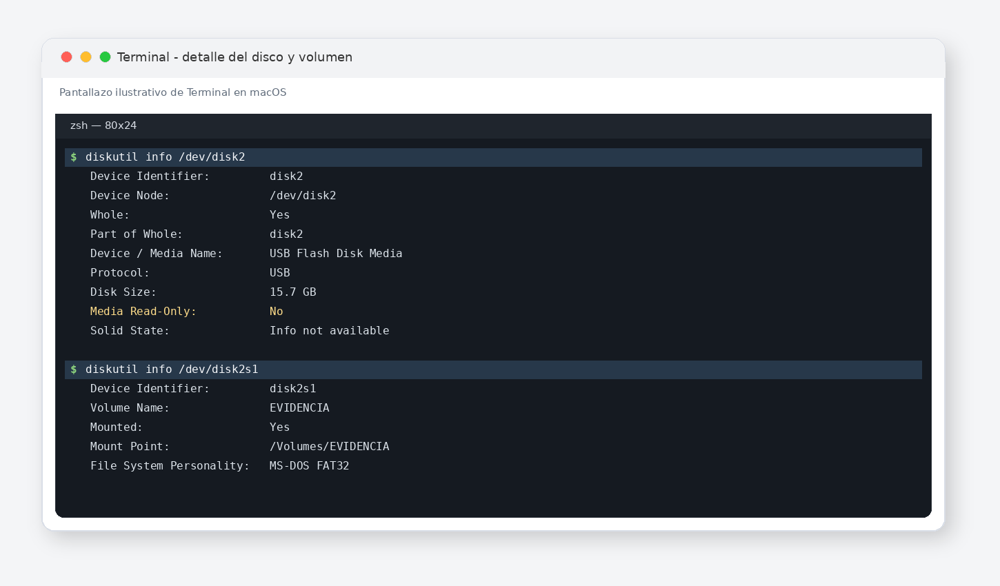 Terminal - detalle del disco y volumen
Pantallazo ilustrativo de Terminal en macOS
zsh — 80x24
$ diskutil info /dev/disk2
Device Identifier: disk2
Device Node: /dev/disk2
Whole: Yes
Part of Whole: disk2
Device / Media Name: USB Flash Disk Media
Protocol: USB
Disk Size: 15.7 GB
Media Read-Only: No
Solid State: Info not available
$ diskutil info /dev/disk2s1
Device Identifier: disk2s1
Volume Name: EVIDENCIA
Mounted: Yes
Mount Point: /Volumes/EVIDENCIA
File System Personality: MS-DOS FAT32